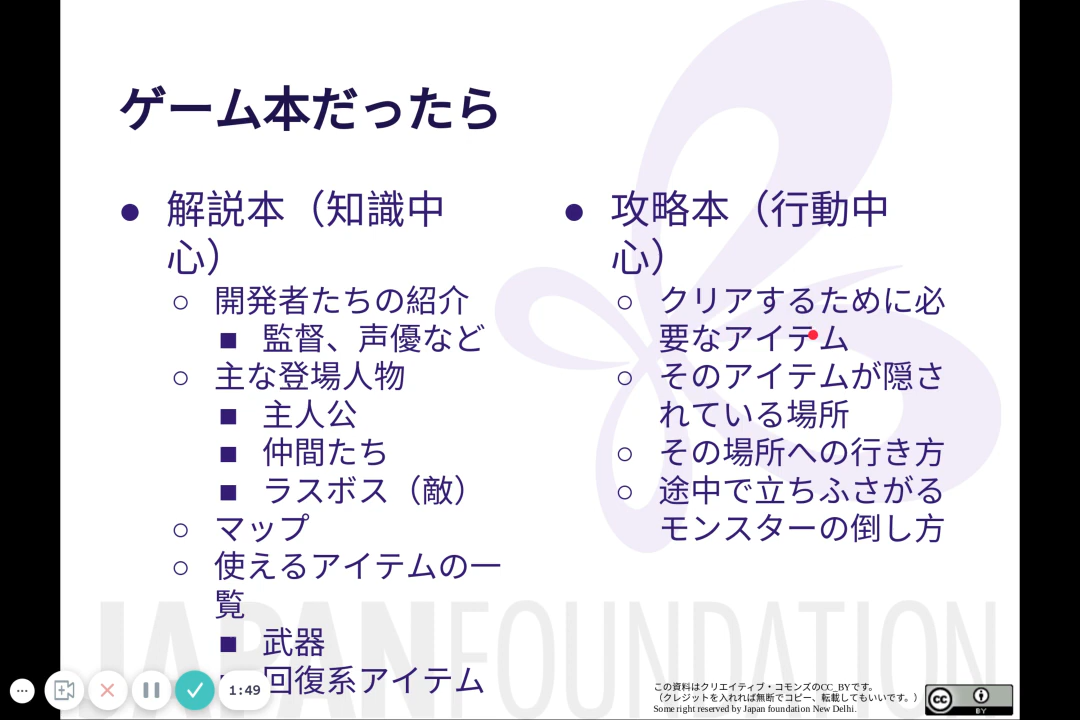 ゲーム本だったら
● 解説本（知識中
心）
○ 開発者たちの紹介
■ 監督、声優など
○ 主な登場人物
■ 主人公
■ 仲間たち
■ ラスボス（敵）
○ マップ
○ 使えるアイテムの一
覧
■ 武器
回復系アイテム
● 攻略本（行動中
心）
○ クリアするために必
要なアイテム
○ そのアイテムが隠さ
れている場所
○ その場所への行き方
○ 途中で立ちふさがる
モンスターの倒し方
JAPANFOUNDATION
1:49
この資料はクリエイティブ・コモンズのCC_BYです。
（クレジットを入れれば無断でコピー、転載してもいいです。）
Some right reserved by Japan foundation New Delhi.
cc
BY